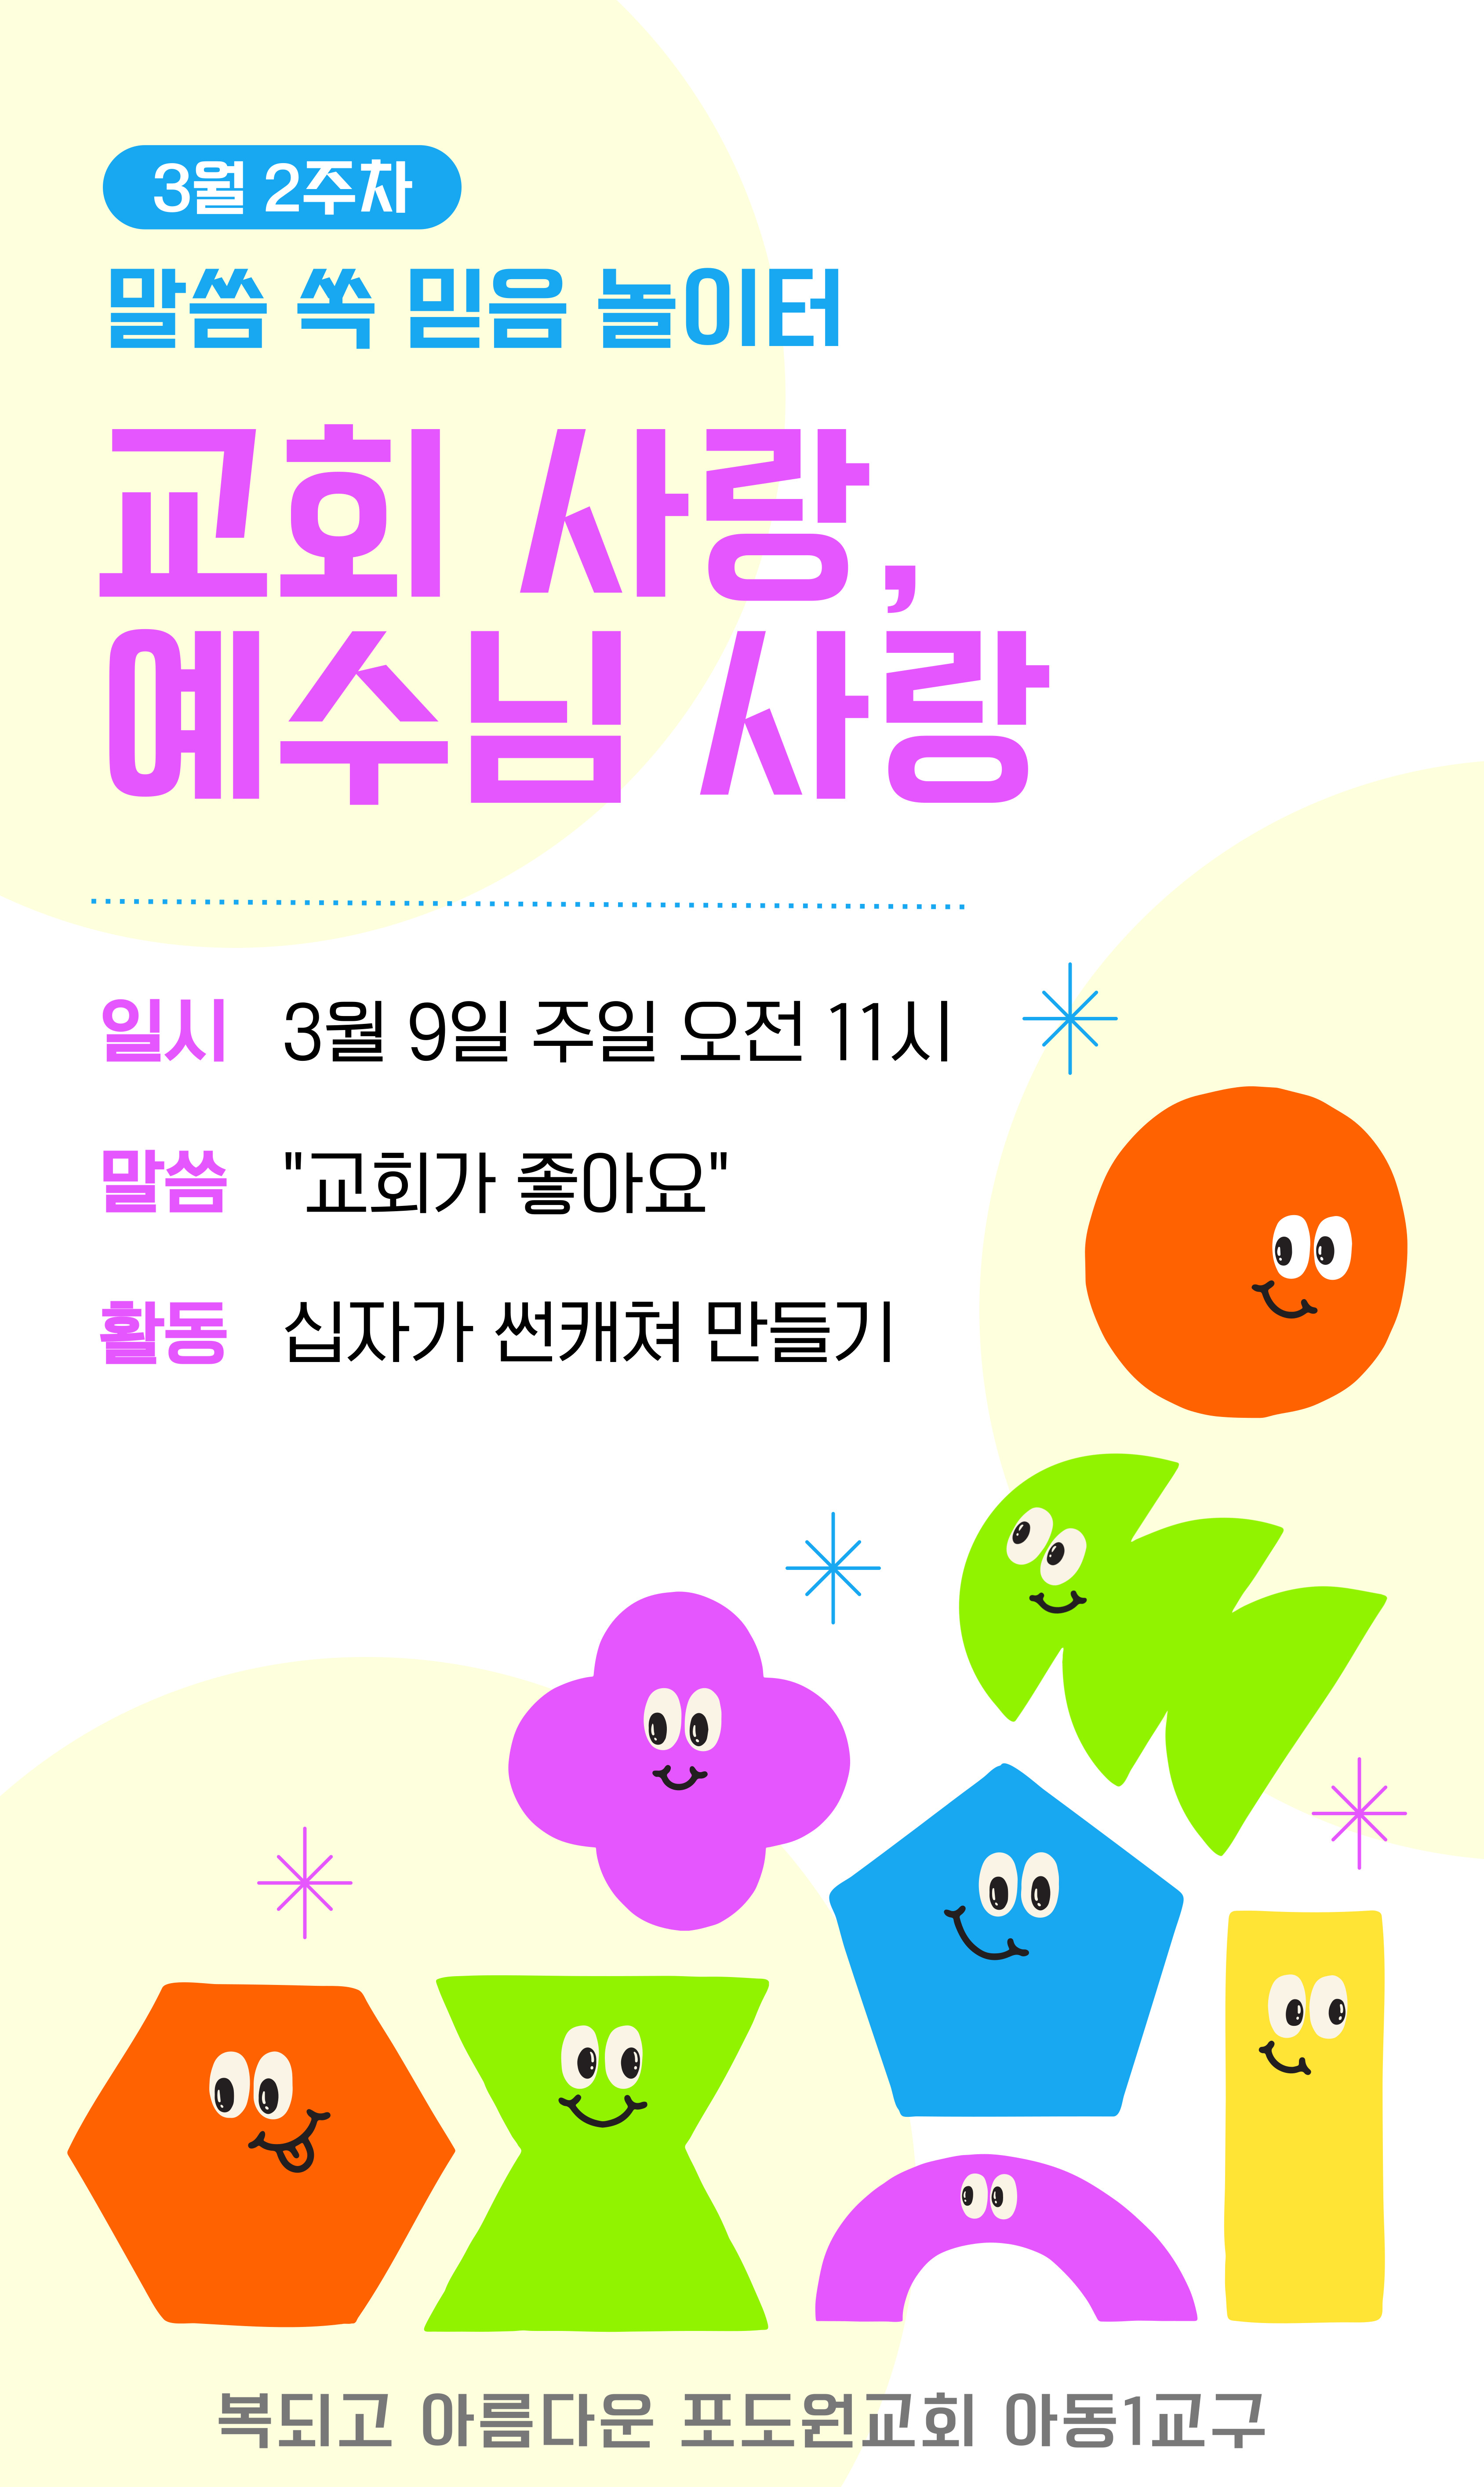 3월 2주차
말씀 쏙 믿음 놀이터
교회 사랑,
예수님 사랑
일시 3월 9일 주일 오전 11시
말씀 "교회가 좋아요"
활동 십자가 썬캐쳐 만들기
복되고 아름다운 포도원교회 아동1교구